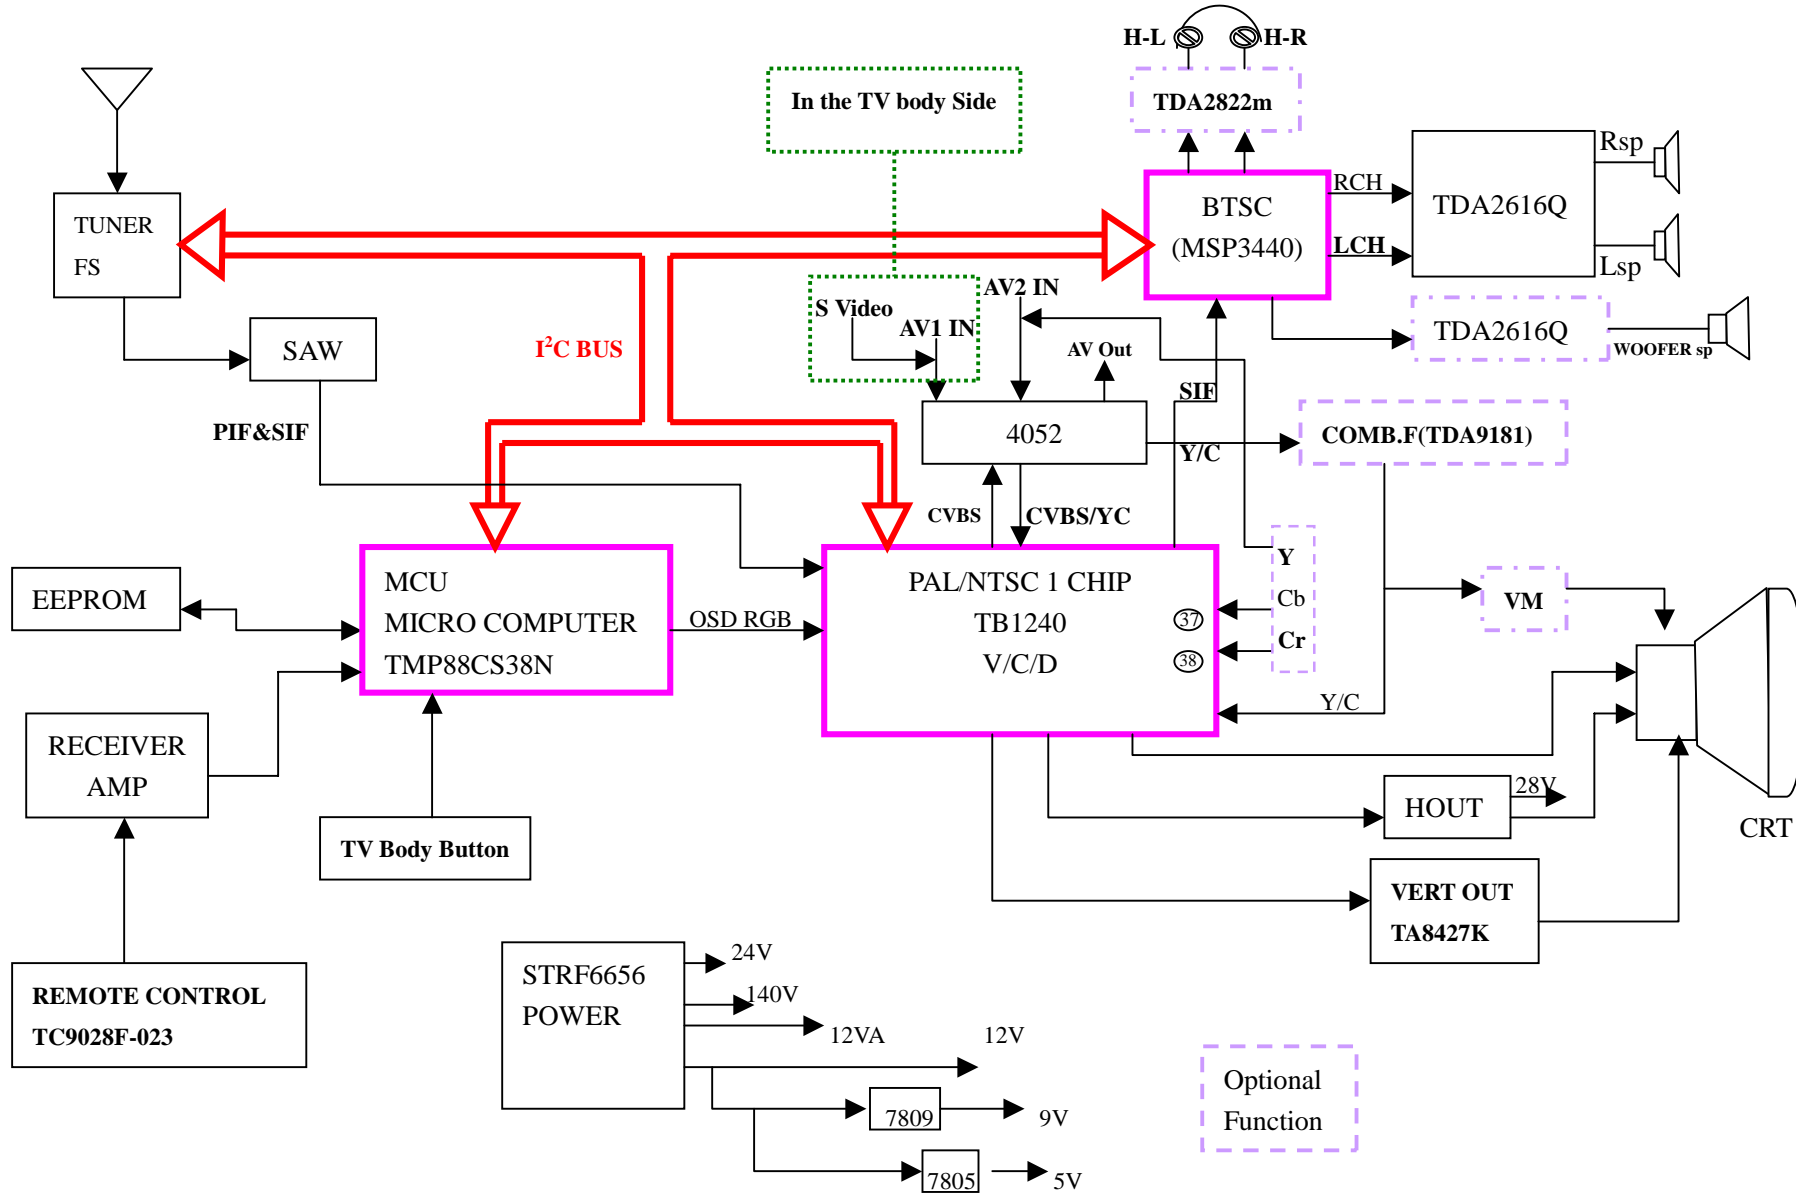 H-L
H-R
In the TV body Side
TDA2822m
TUNER
FS
BTSC
(MSP3440)
RCH
LCH
TDA2616Q
Rsp
Lsp
SAW
I²C BUS
S Video
AV1 IN
AV2 IN
AV Out
TDA2616Q
WOOFER sp
PIF&SIF
4052
SIF
Y/C
COMB.F(TDA9181)
CVBS
CVBS/YC
EEPROM
MCU
MICRO COMPUTER
TMP88CS38N
OSD RGB
PAL/NTSC 1 CHIP
TB1240
V/C/D
37
38
Y
Cb
Cr
VM
Y/C
RECEIVER
AMP
TV Body Button
HOUT
28V
CRT
VERT OUT
TA8427K
REMOTE CONTROL
TC9028F-023
STRF6656
POWER
24V
140V
12VA
12V
7809
9V
7805
5V
Optional
Function